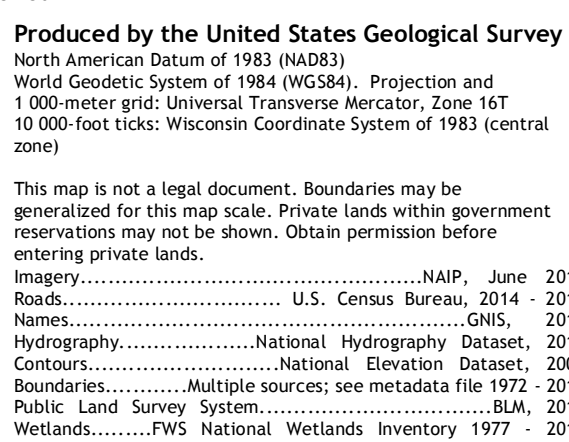 Produced by the United States Geological Survey
North American Datum of 1983 (NAD83)
World Geodetic System of 1984 (WGS84). Projection and
1 000-meter grid: Universal Transverse Mercator, Zone 16T
10 000-foot ticks: Wisconsin Coordinate System of 1983 (central
zone)
This map is not a legal document. Boundaries may be
generalized for this map scale. Private lands within government
reservations may not be shown. Obtain permission before
entering private lands.
Imagery..............................................NAIP, June
Roads.............................. U.S. Census Bureau, 2014 -
Names.....................................................GNIS,
Hydrography..................National Hydrography Dataset,
Contours..........................National Elevation Dataset,
Boundaries...........Multiple sources; see metadata file 1972 -
Public Land Survey System...............................BLM,
Wetlands.........FWS National Wetlands Inventory 1977 -